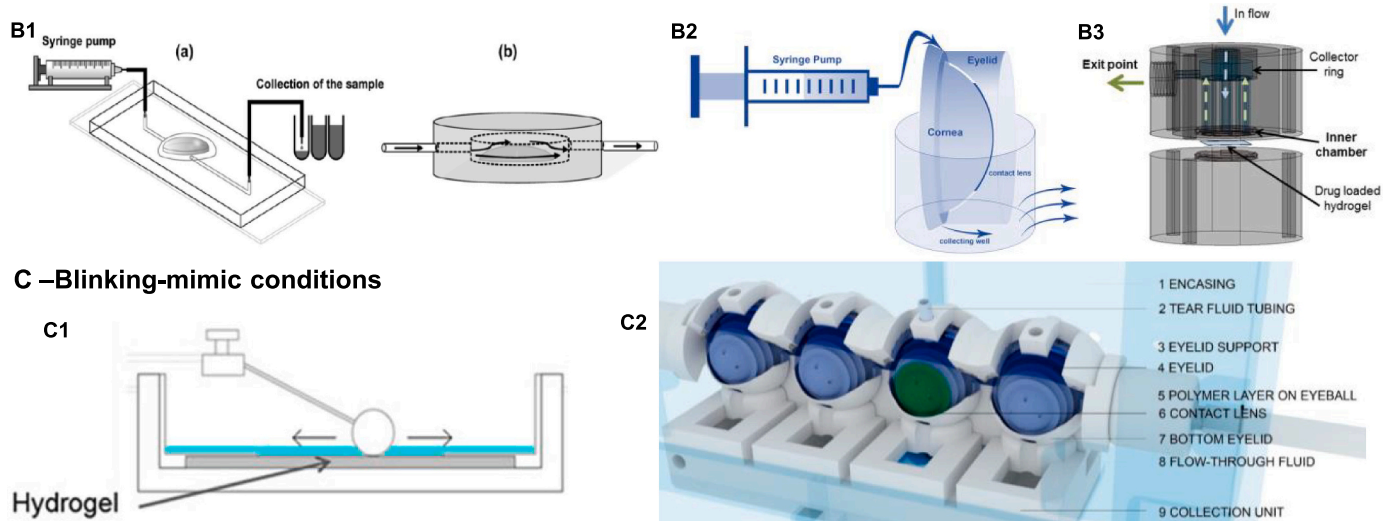 B1
Syringe pump
(a)
(b)
Collection of the sample
B2
Syringe Pump
Eyelid
Cornea
contact lens
collecting well
B3
In flow
Exit point
Collector
ring
Inner
chamber
Drug loaded
hydrogel
C –Blinking-mimic conditions
C1
Hydrogel
C2
1 ENCASING
2 TEAR FLUID TUBING
3 EYELID SUPPORT
4 EYELID
5 POLYMER LAYER ON EYEBALL
6 CONTACT LENS
7 BOTTOM EYELID
8 FLOW-THROUGH FLUID
9 COLLECTION UNIT